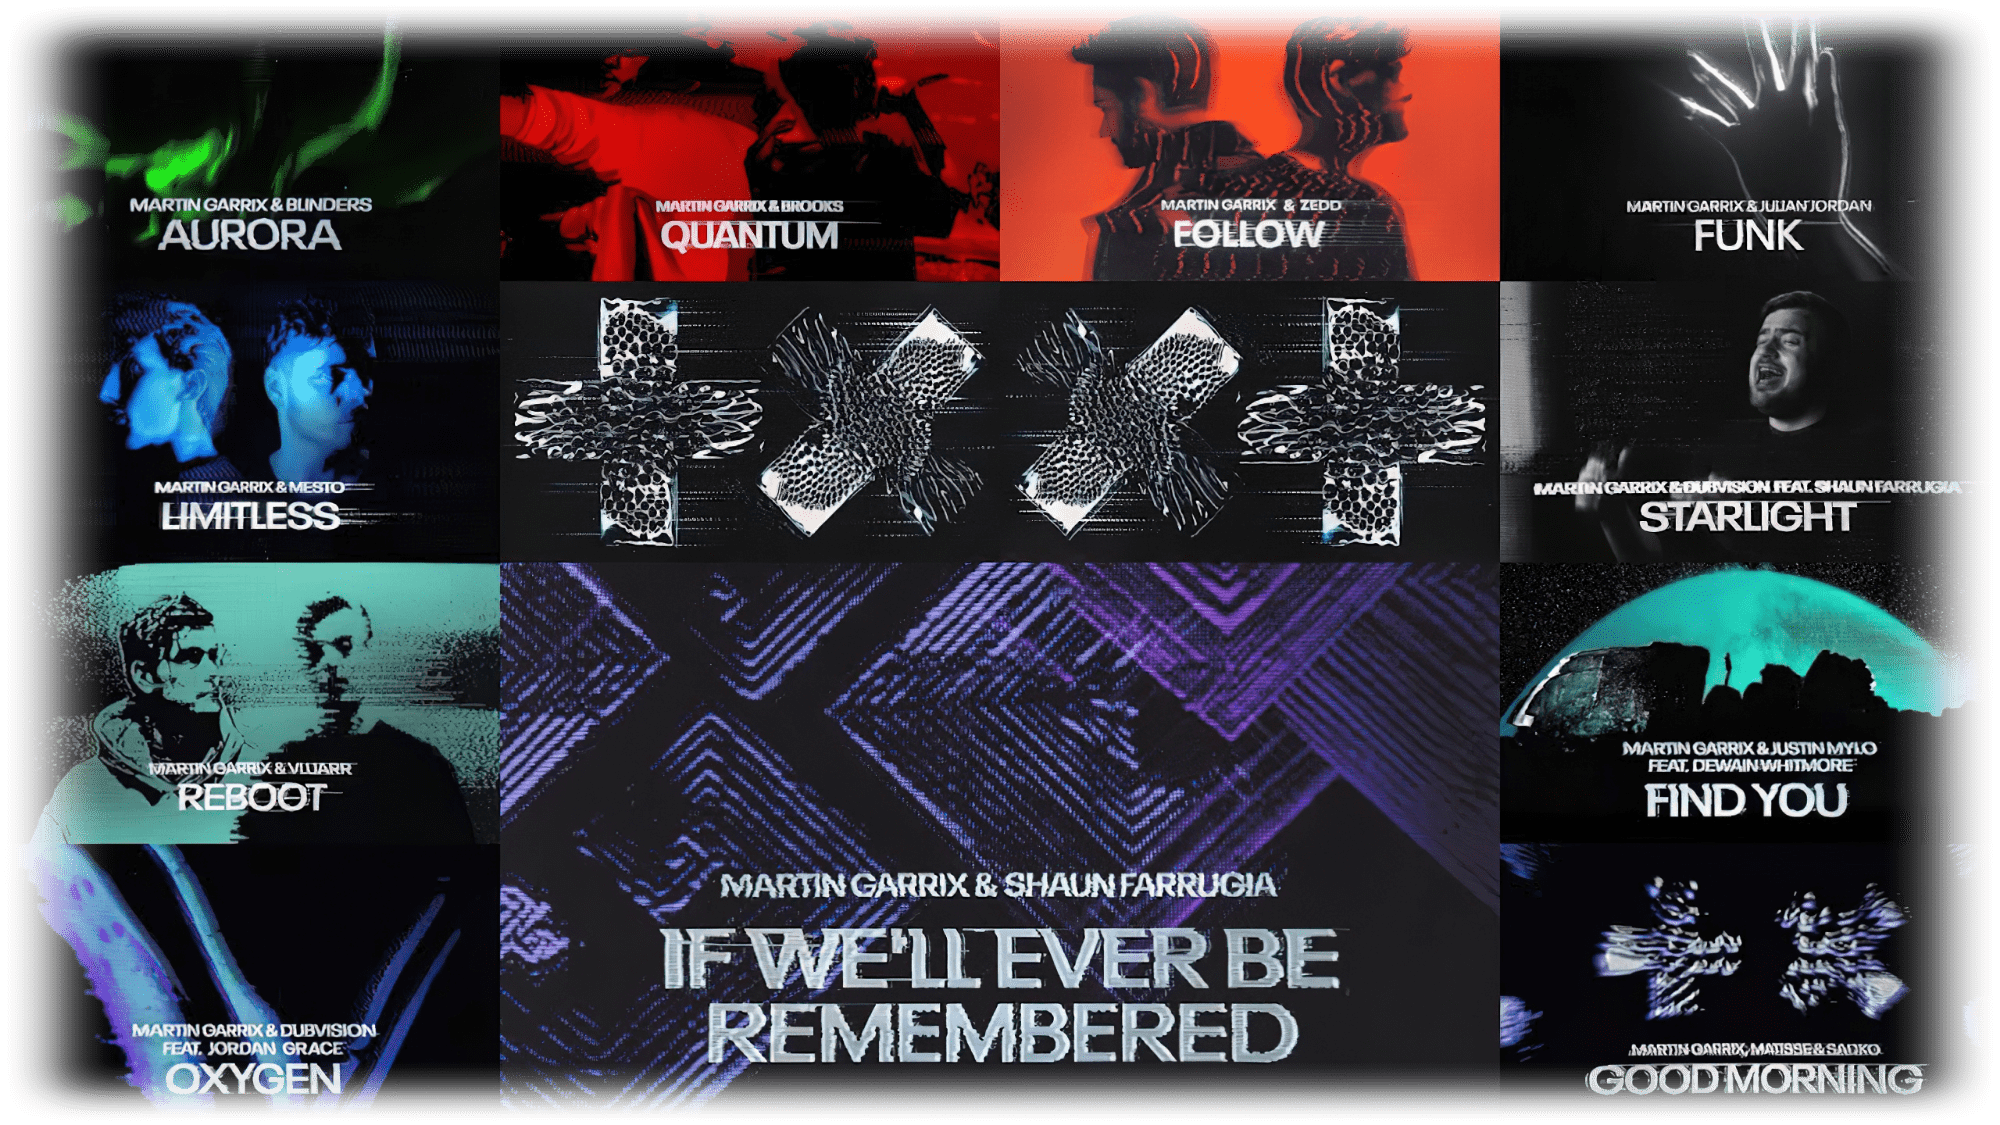 MARTIN GARRIX & BLINDERS
AURORA
MARTIN GARRIX & BROOKS
QUANTUM
MARTIN GARRIX & ZEDD
FOLLOW
MARTIN GARRIX & JULIAN JORDAN
FUNK
MARTIN GARRIX & MESTO
LIMITLESS
MARTIN GARRIX & DUBVISION FEAT. SHAUN FARRUGIA
STARLIGHT
MARTIN GARRIX & VLUARR
REBOOT
MARTIN GARRIX & SHAUN FARRUGIA
IF WE'LL EVER BE
REMEMBERED
MARTIN GARRIX & JUSTIN MYLO
FEAT. DEWAIN WHITMORE
FIND YOU
MARTIN GARRIX & DUBVISION
FEAT. JORDAN GRACE
OXYGEN
MARTIN GARRIX, MATISSE & SADKO
GOOD MORNING